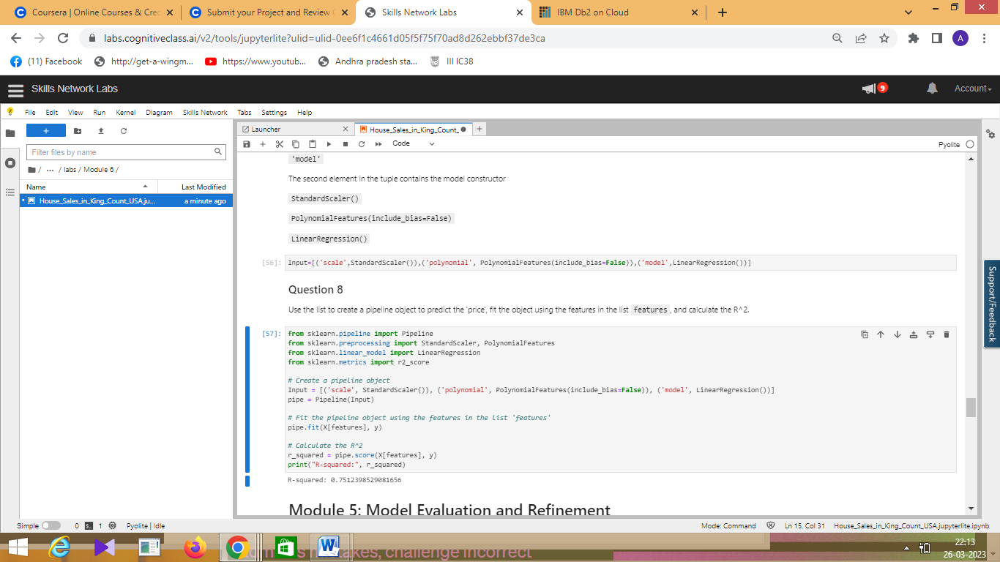 Coursera | Online Courses & Cre
Submit your Project and Review
Skills Network Labs
IBM Db2 on Cloud
labs.cognitiveclass.ai/v2/tools/jupyterlite?ulid=ulid-0ee6f1c4661d05f5f75f70ad8d262ebbf37de3ca
A
(11) Facebook
http://get-a-wingm...
https://www.youtub...
Andhra pradesh sta...
III IC38
Skills Network Labs
9
Account
File Edit View Run Kernel Diagram Skills Network Tabs Settings Help
Launcher
House_Sales_in_King_Count_
Filter files by name
Code
Pyolite
/ ... / labs / Module 6 /
Name
Last Modified
House_Sales_in_King_Count_USA.ju...
a minute ago
'model'
The second element in the tuple contains the model constructor
StandardScaler()
PolynomialFeatures(include_bias=False)
LinearRegression()
[56]: Input=[('scale',StandardScaler()),('polynomial', PolynomialFeatures(include_bias=False)),('model',LinearRegression())]
Question 8
Use the list to create a pipeline object to predict the 'price', fit the object using the features in the list features , and calculate the R^2.
[57]: from sklearn.pipeline import Pipeline
from sklearn.preprocessing import StandardScaler, PolynomialFeatures
from sklearn.linear_model import LinearRegression
from sklearn.metrics import r2_score
# Create a pipeline object
Input = [('scale', StandardScaler()), ('polynomial', PolynomialFeatures(include_bias=False)), ('model', LinearRegression())]
pipe = Pipeline(Input)
# Fit the pipeline object using the features in the list 'features'
pipe.fit(X[features], y)
# Calculate the R^2
r_squared = pipe.score(X[features], y)
print("R-squared:", r_squared)
R-squared: 0.7512398529081656
Module 5: Model Evaluation and Refinement
Support/Feedback
Simple 0 1 Pyolite | Idle
Mode: Command Ln 15, Col 31 House_Sales_in_King_Count_USA.jupyterlite.ipynb
challenge incorrect
22:13
26-03-2023